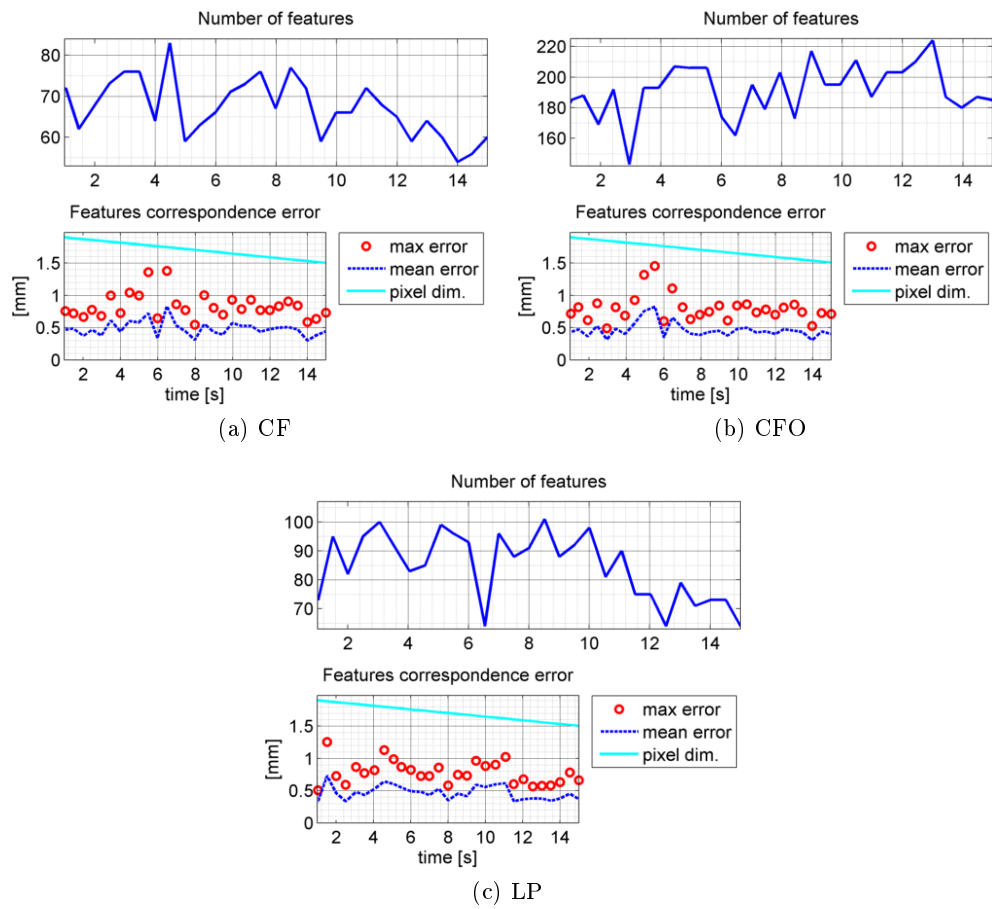 Number of features
80
70
60
2 4 6 8 10 12 14
Features correspondence error
[mm]
1.5
1
0.5
0
2 4 6 8 10 12 14
time [s]
max error
mean error
pixel dim.
(a) CF
Number of features
220
200
180
160
2 4 6 8 10 12 14
Features correspondence error
[mm]
1.5
1
0.5
0
2 4 6 8 10 12 14
time [s]
max error
mean error
pixel dim.
(b) CFO
Number of features
100
90
80
70
2 4 6 8 10 12 14
Features correspondence error
[mm]
1.5
1
0.5
0
2 4 6 8 10 12 14
time [s]
max error
mean error
pixel dim.
(c) LP